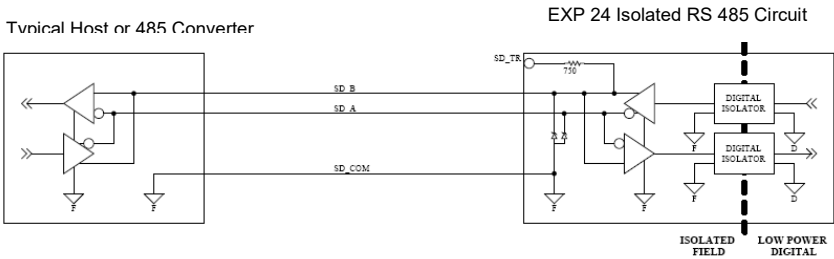 EXP 24 Isolated RS 485 Circuit
Typical Host or 485 Converter
SD_TR
750
SD_B
SD_A
DIGITAL
ISOLATOR
F
D
DIGITAL
ISOLATOR
SD_COM
F
F
F
F
D
ISOLATED
FIELD
LOW POWER
DIGITAL